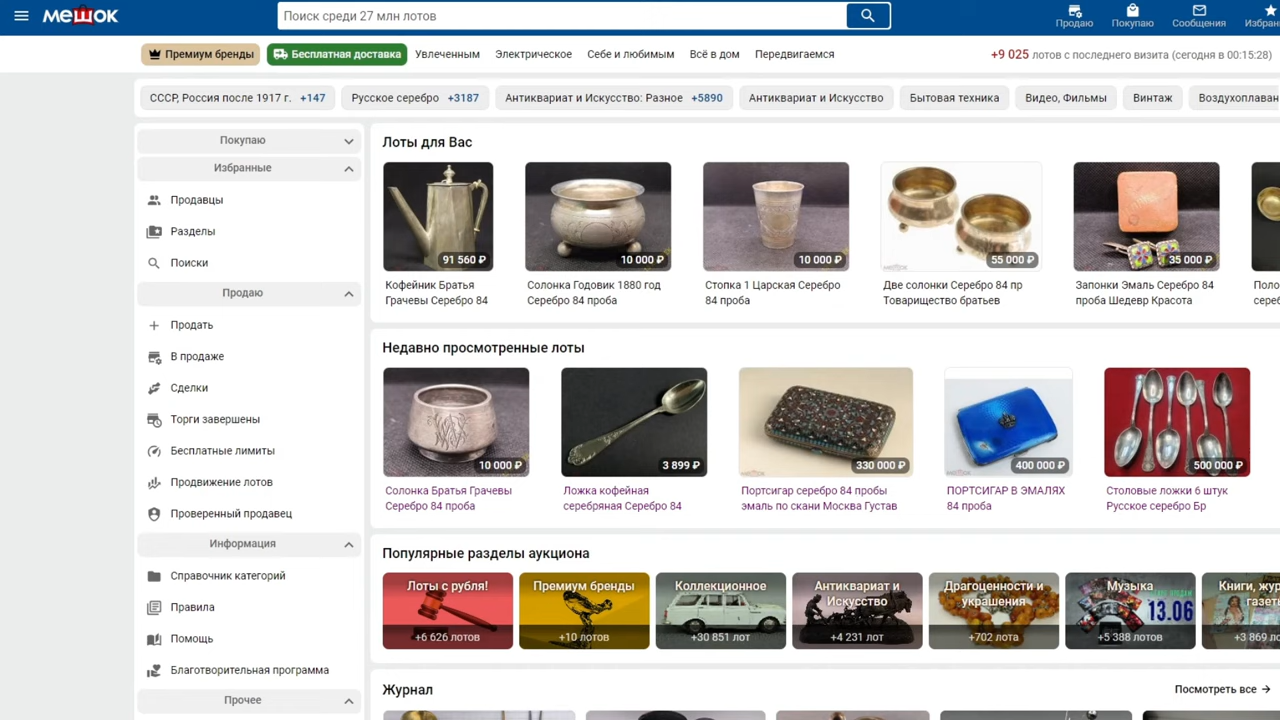 мешок
Поиск среди 27 млн лотов
Продаю
Покупаю
Сообщения
Избран
Премиум бренды
Бесплатная доставка
Увлеченным
Электрическое
Себе и любимым
Всё в дом
Передвигаемся
+9 025 лотов с последнего визита (сегодня в 00:15:28)
СССР, Россия после 1917 г. +147
Русское серебро +3187
Антиквариат и Искусство: Разное +5890
Антиквариат и Искусство
Бытовая техника
Видео, Фильмы
Винтаж
Воздухоплаван
Покупаю
Избранные
Продавцы
Разделы
Поиски
Продаю
Продать
В продаже
Сделки
Торги завершены
Бесплатные лимиты
Продвижение лотов
Проверенный продавец
Информация
Справочник категорий
Правила
Помощь
Благотворительная программа
Прочее
Лоты для Вас
91 560 ₽
Кофейник Братья
Грачевы Серебро 84
10 000 ₽
Солонка Годовик 1880 год
Серебро 84 проба
10 000 ₽
Стопка 1 Царская Серебро
84 проба
55 000 ₽
Две солонки Серебро 84 пр
Товарищество братьев
35 000 ₽
Запонки Эмаль Серебро 84
проба Шедевр Красота
Поло
сереб
Недавно просмотренные лоты
10 000 ₽
Солонка Братья Грачевы
Серебро 84 проба
3 899 ₽
Ложка кофейная
серебряная Серебро 84
330 000 ₽
Портсигар серебро 84 пробы
эмаль по скани Москва Густав
400 000 ₽
ПОРТСИГАР В ЭМАЛЯХ
84 проба
500 000 ₽
Столовые ложки 6 штук
Русское серебро Бр
Популярные разделы аукциона
Лоты с рубля!
+6 626 лотов
Премиум бренды
+10 лотов
Коллекционное
+30 851 лот
Антиквариат и
Искусство
+4 231 лот
Драгоценности и
украшения
+702 лота
Музыка
13.06
+5 388 лотов
Книги, жур
газеты
+3 869 ло
Журнал
Посмотреть все